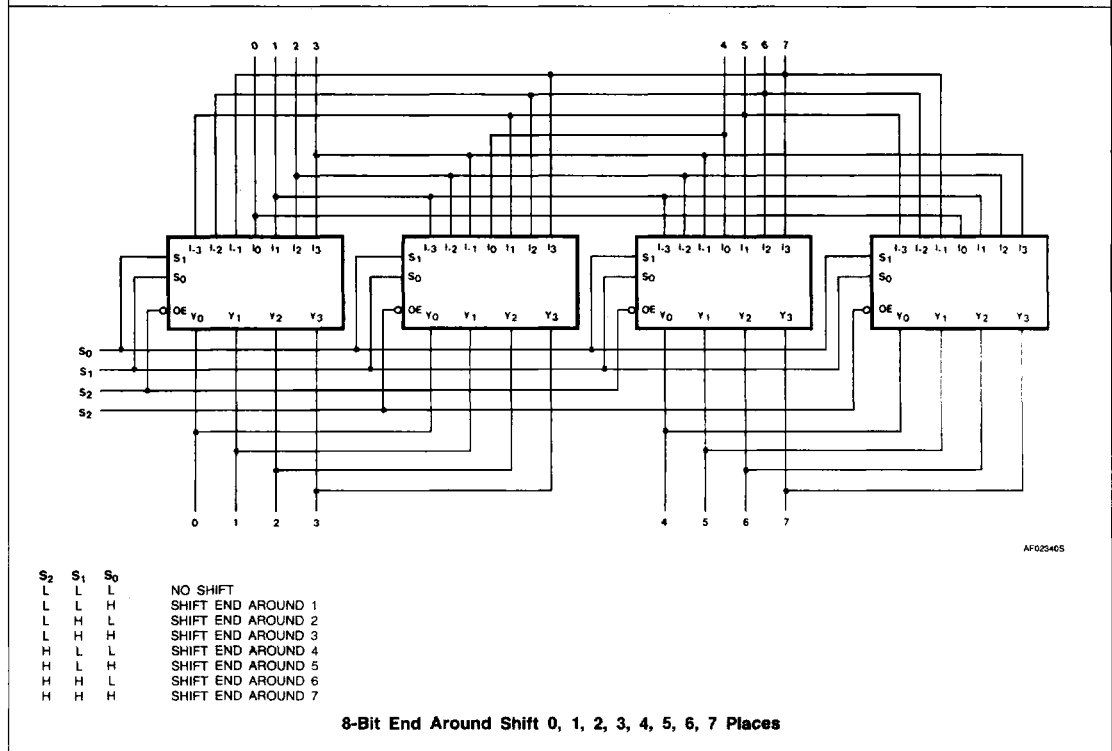 0 1 2 3 4 5 6 7
I-3 I-2 I-1 I0 I1 I2 I3 I-3 I-2 I-1 I0 I1 I2 I3 I-3 I-2 I-1 I0 I1 I2 I3 I-3 I-2 I-1 I0 I1 I2 I3
S1 S1 S1 S1
S0 S0 S0 S0
OE OE OE OE
Y0 Y1 Y2 Y3 Y0 Y1 Y2 Y3 Y0 Y1 Y2 Y3 Y0 Y1 Y2 Y3
S0
S1
S2
S2
0 1 2 3 4 5 6 7
AF02340S
S2 S1 S0
L L L NO SHIFT
L L H SHIFT END AROUND 1
L H L SHIFT END AROUND 2
L H H SHIFT END AROUND 3
H L L SHIFT END AROUND 4
H L H SHIFT END AROUND 5
H H L SHIFT END AROUND 6
H H H SHIFT END AROUND 7
8-Bit End Around Shift 0, 1, 2, 3, 4, 5, 6, 7 Places